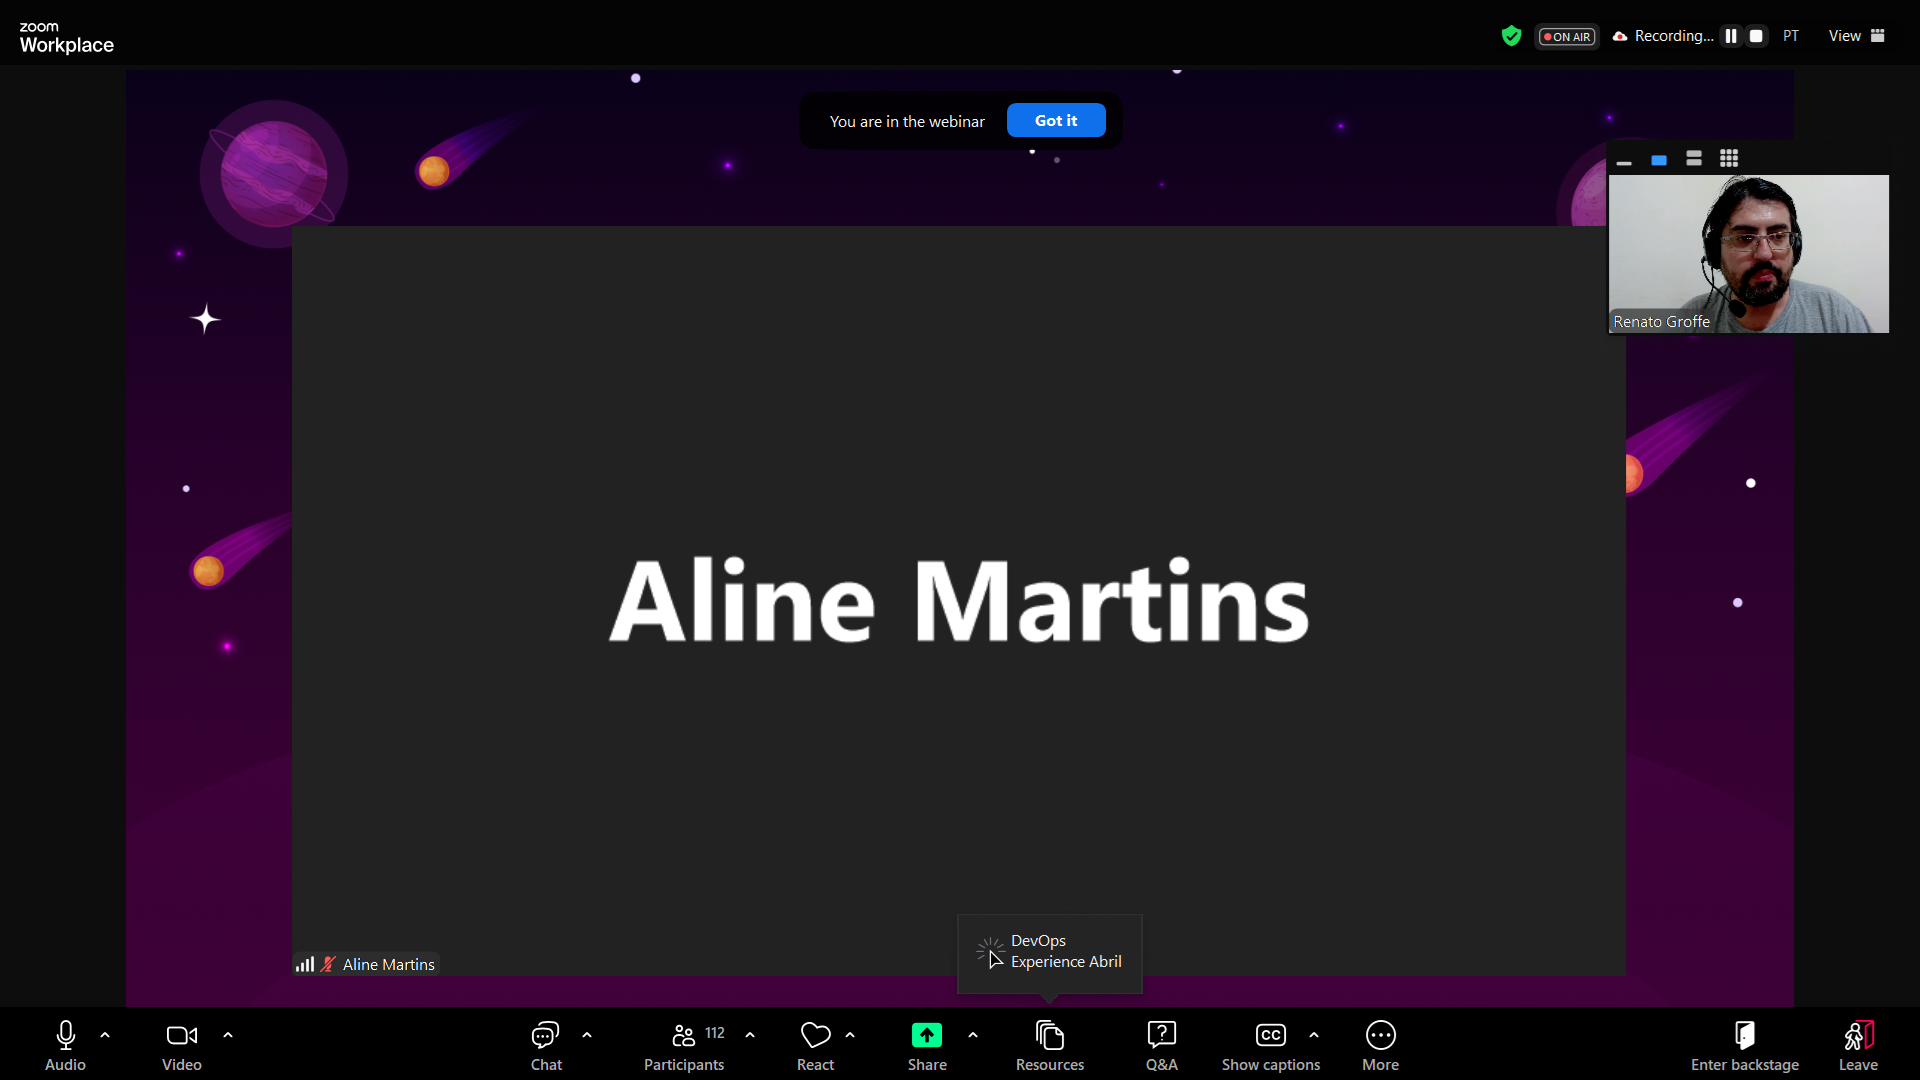 zoom
Workplace
ON AIR
Recording...
PT
View
You are in the webinar
Got it
Renato Groffe
Aline Martins
Aline Martins
DevOps
Experience Abril
Audio
Video
Chat
112
Participants
React
Share
Resources
Q&A
CC
Show captions
More
Enter backstage
Leave